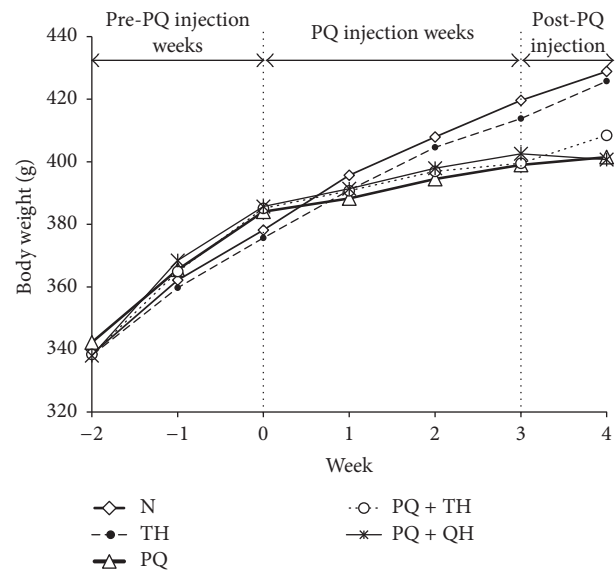 Pre-PQ injection
weeks
PQ injection weeks
Post-PQ
injection
Body weight (g)
440
420
400
380
360
340
320
−2
−1
0
1
2
3
4
Week
N
TH
PQ
PQ + TH
PQ + QH